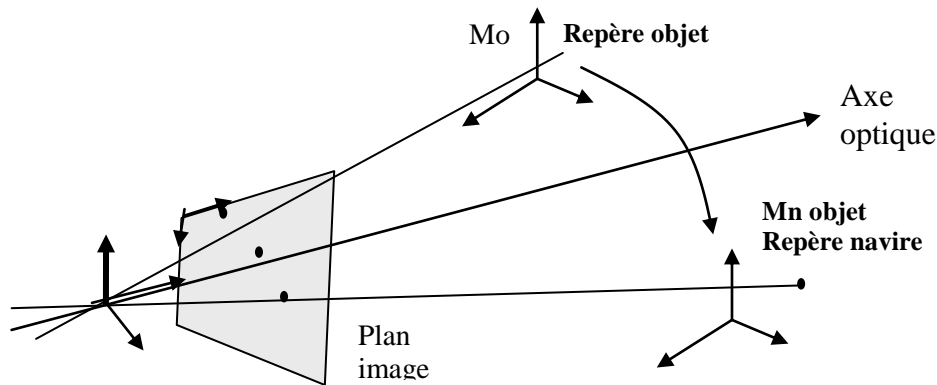 Mo
Repère objet
Axe
optique
Mn objet
Repère navire
Plan
image